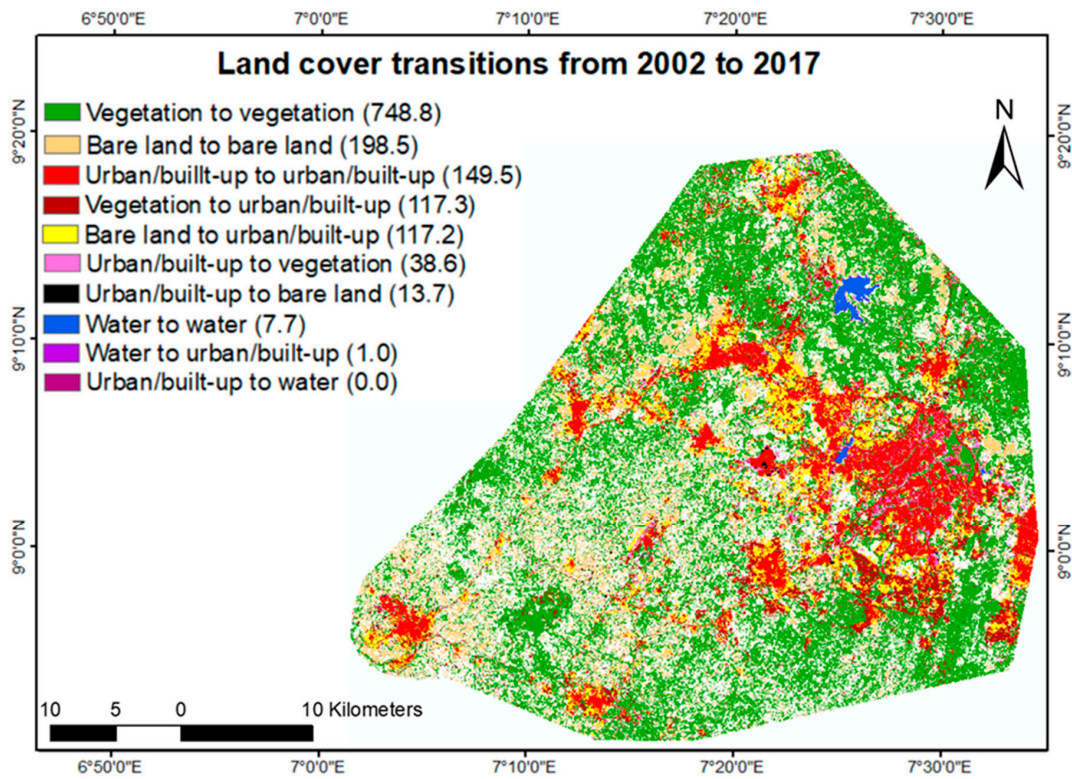 6°50'0"E 7°0'0"E 7°10'0"E 7°20'0"E 7°30'0"E
Land cover transitions from 2002 to 2017
N
Vegetation to vegetation (748.8)
Bare land to bare land (198.5)
Urban/buillt-up to urban/built-up (149.5)
Vegetation to urban/built-up (117.3)
Bare land to urban/built-up (117.2)
Urban/built-up to vegetation (38.6)
Urban/built-up to bare land (13.7)
Water to water (7.7)
Water to urban/built-up (1.0)
Urban/built-up to water (0.0)
9°20'0"N
9°10'0"N
9°0'0"N
9°20'0"N
9°10'0"N
9°0'0"N
10 5 0 10 Kilometers
6°50'0"E 7°0'0"E 7°10'0"E 7°20'0"E 7°30'0"E